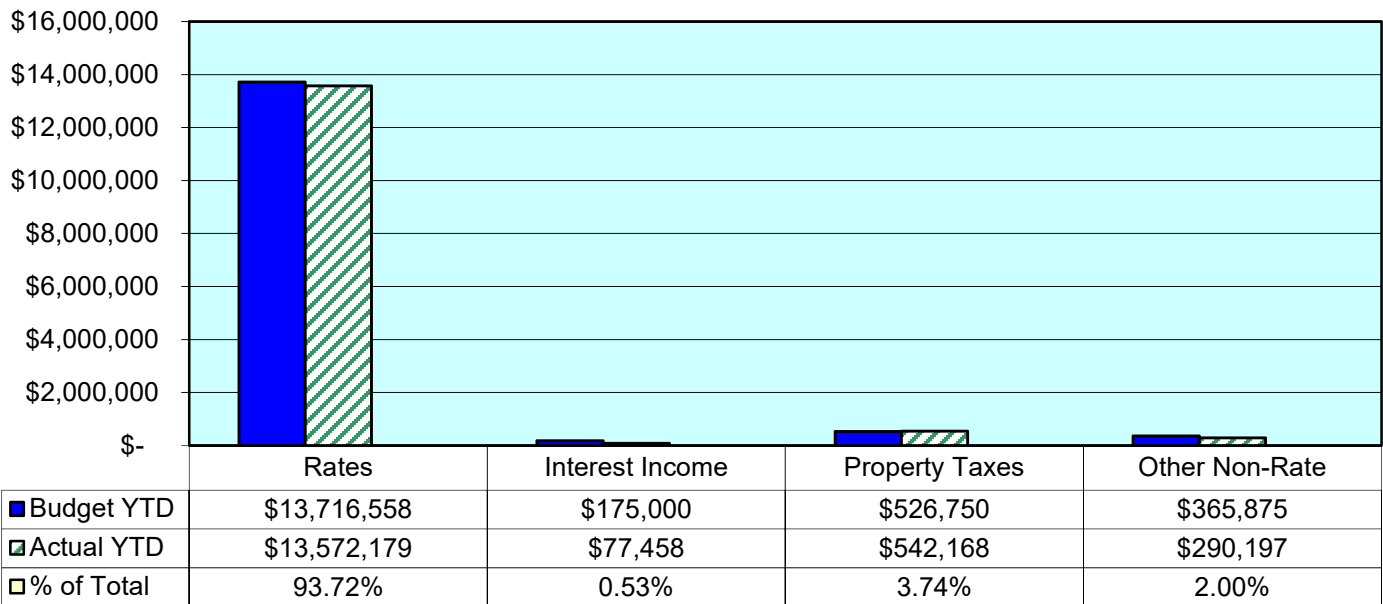 $16,000,000
$14,000,000
$12,000,000
$10,000,000
$8,000,000
$6,000,000
$4,000,000
$2,000,000
$-
Rates Interest Income Property Taxes Other Non-Rate
Budget YTD $13,716,558 $175,000 $526,750 $365,875
Actual YTD $13,572,179 $77,458 $542,168 $290,197
% of Total 93.72% 0.53% 3.74% 2.00%